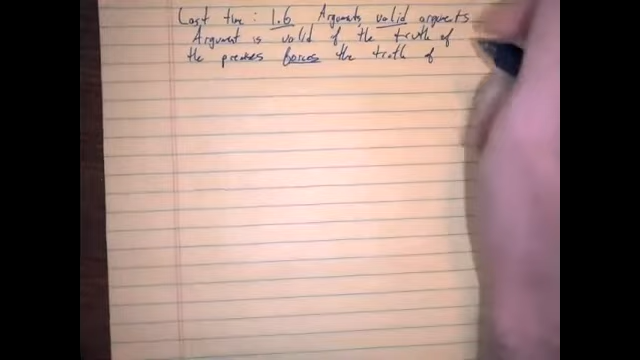 Last time: 1.6 Arguments, valid arguments
Argument is valid if the truth of
the premises forces the truth of